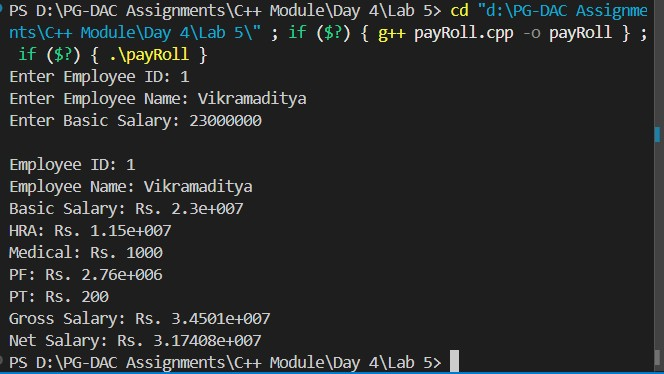 PS D:\PG-DAC Assignments\C++ Module\Day 4\Lab 5> cd "d:\PG-DAC Assignme
nts\C++ Module\Day 4\Lab 5\" ; if ($?) { g++ payRoll.cpp -o payRoll } ;
if ($?) { .\payRoll }
Enter Employee ID: 1
Enter Employee Name: Vikramaditya
Enter Basic Salary: 23000000
Employee ID: 1
Employee Name: Vikramaditya
Basic Salary: Rs. 2.3e+007
HRA: Rs. 1.15e+007
Medical: Rs. 1000
PF: Rs. 2.76e+006
PT: Rs. 200
Gross Salary: Rs. 3.4501e+007
Net Salary: Rs. 3.17408e+007
PS D:\PG-DAC Assignments\C++ Module\Day 4\Lab 5>